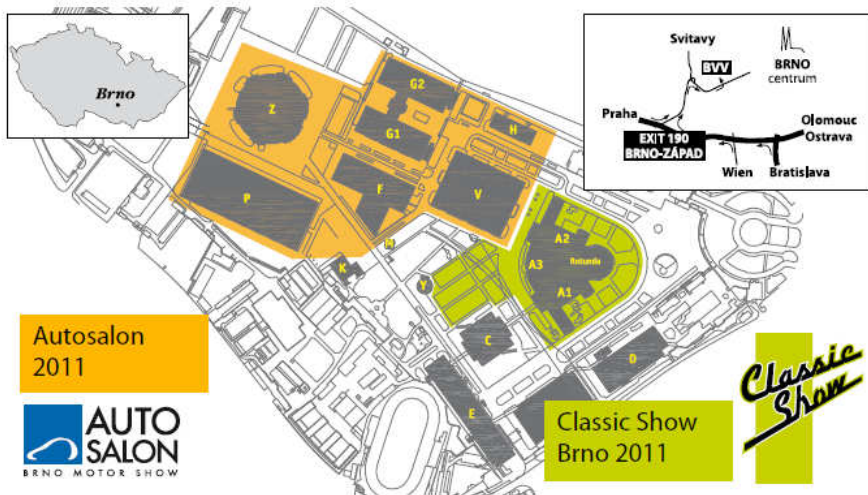 Brno
Svitavy
BVV
BRNO
centrum
Praha
Olomouc
Ostrava
EXIT 190
BRNO-ZÁPAD
Wien
Bratislava
Z
G2
G1
H
P
F
V
M
K
Y
A2
A3
Rotunda
A1
C
D
E
Autosalon
2011
AUTO
SALON
BRNO MOTOR SHOW
Classic Show
Brno 2011
Classic
Show